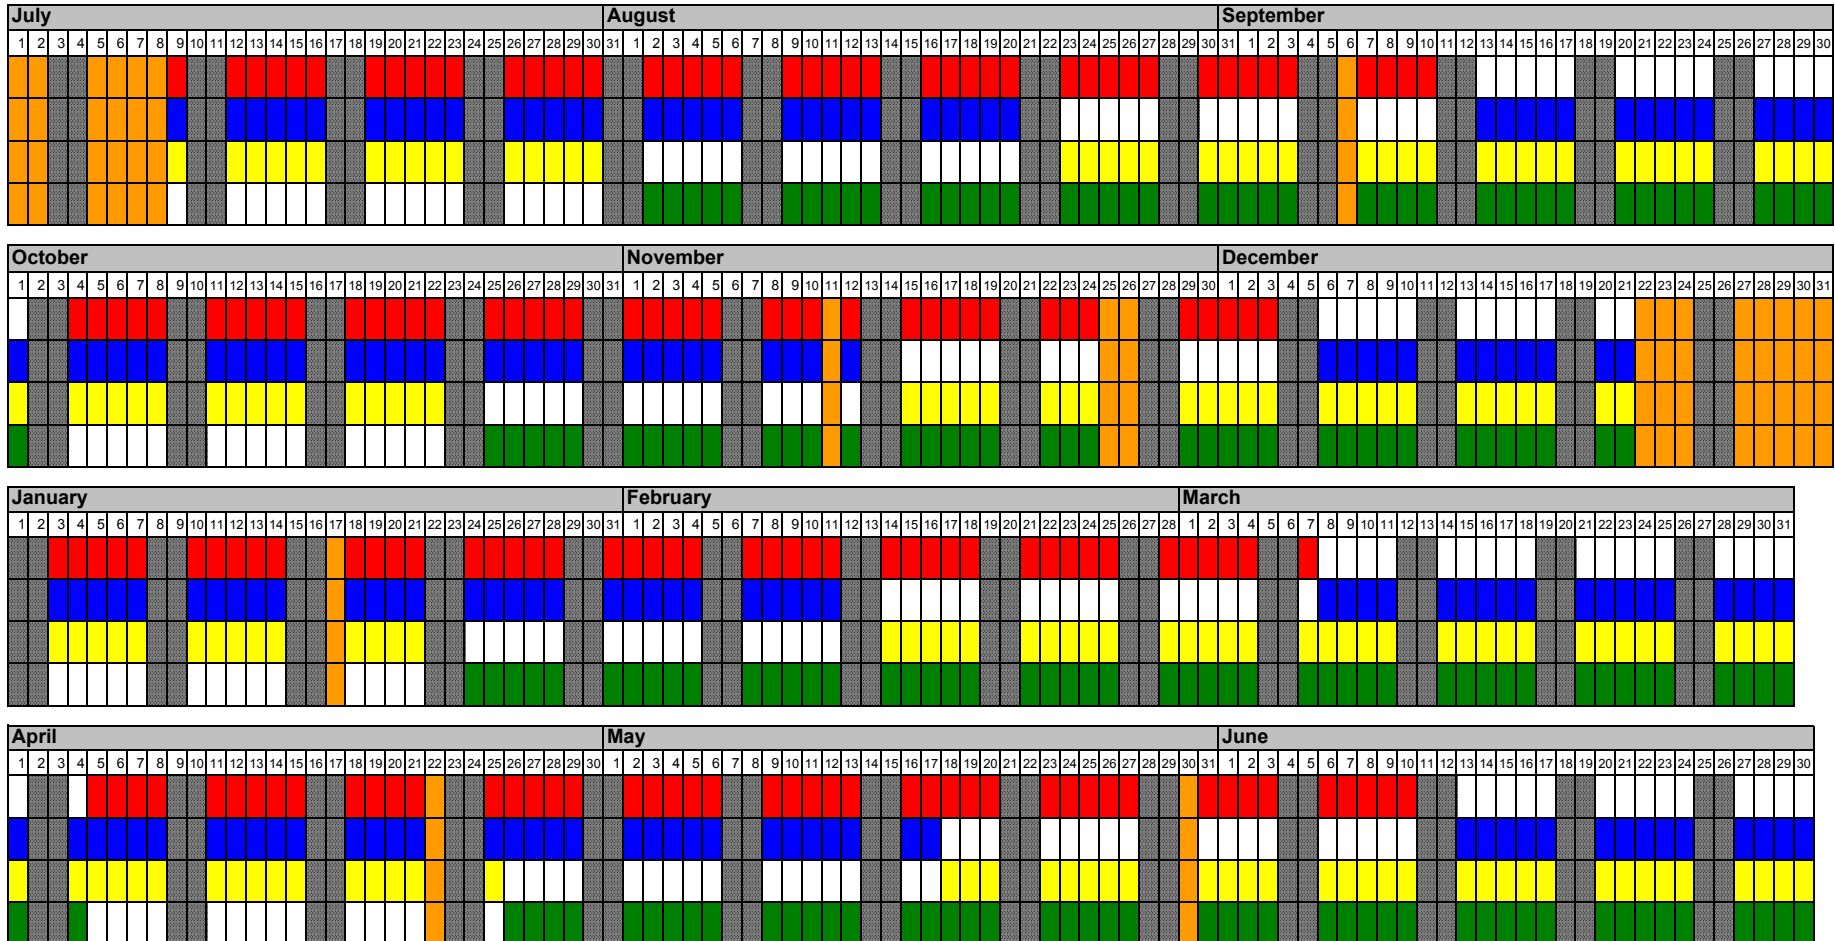 July August September
1 2 3 4 5 6 7 8 9 10 11 12 13 14 15 16 17 18 19 20 21 22 23 24 25 26 27 28 29 30 31 1 2 3 4 5 6 7 8 9 10 11 12 13 14 15 16 17 18 19 20 21 22 23 24 25 26 27 28 29 30 31 1 2 3 4 5 6 7 8 9 10 11 12 13 14 15 16 17 18 19 20 21 22 23 24 25 26 27 28 29 30
October November December
1 2 3 4 5 6 7 8 9 10 11 12 13 14 15 16 17 18 19 20 21 22 23 24 25 26 27 28 29 30 31 1 2 3 4 5 6 7 8 9 10 11 12 13 14 15 16 17 18 19 20 21 22 23 24 25 26 27 28 29 30 1 2 3 4 5 6 7 8 9 10 11 12 13 14 15 16 17 18 19 20 21 22 23 24 25 26 27 28 29 30 31
January February March
1 2 3 4 5 6 7 8 9 10 11 12 13 14 15 16 17 18 19 20 21 22 23 24 25 26 27 28 29 30 31 1 2 3 4 5 6 7 8 9 10 11 12 13 14 15 16 17 18 19 20 21 22 23 24 25 26 27 28 1 2 3 4 5 6 7 8 9 10 11 12 13 14 15 16 17 18 19 20 21 22 23 24 25 26 27 28 29 30 31
April May June
1 2 3 4 5 6 7 8 9 10 11 12 13 14 15 16 17 18 19 20 21 22 23 24 25 26 27 28 29 30 1 2 3 4 5 6 7 8 9 10 11 12 13 14 15 16 17 18 19 20 21 22 23 24 25 26 27 28 29 30 31 1 2 3 4 5 6 7 8 9 10 11 12 13 14 15 16 17 18 19 20 21 22 23 24 25 26 27 28 29 30